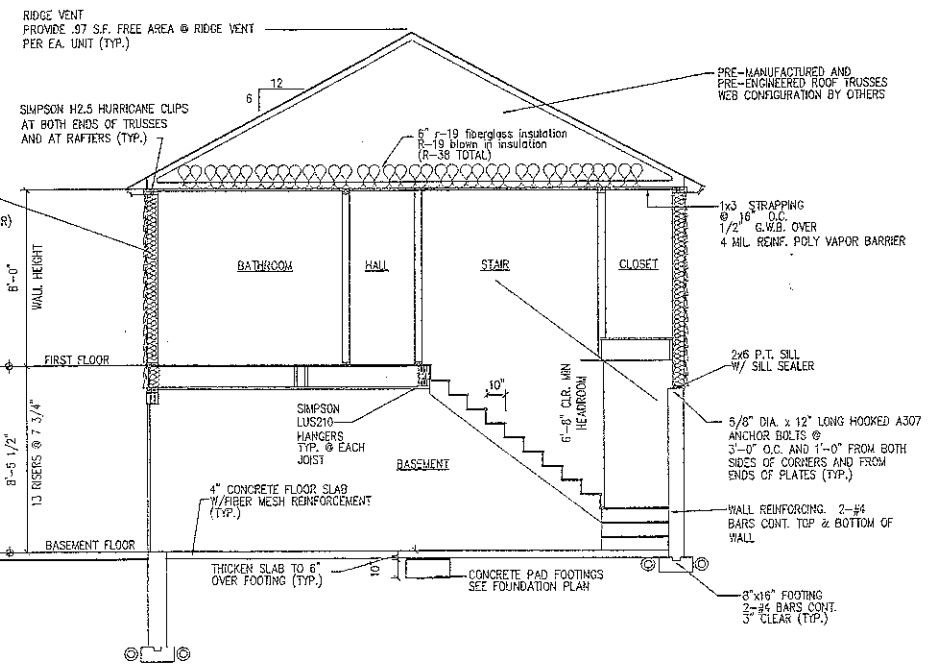 RIDGE VENT
PROVIDE .97 S.F. FREE AREA @ RIDGE VENT
PER EA. UNIT (TYP.)
12
6
PRE-MANUFACTURED AND
PRE-ENGINEERED ROOF TRUSSES
WEB CONFIGURATION BY OTHERS
SIMPSON H2.5 HURRICANE CLIPS
AT BOTH ENDS OF TRUSSES
AND AT RAFTERS (TYP.)
6" r-19 fiberglass insulation
R-19 blown in insulation
(R-38 TOTAL)
1x3 STRAPPING
@ 16" O.C.
1/2" G.W.B. OVER
4 MIL REINF. POLY VAPOR BARRIER
R)
8'-0"
WALL HEIGHT
BATHROOM
HALL
STAIR
CLOSET
FIRST FLOOR
2x6 P.T. SILL
W/ SILL SEALER
10"
6'-8" CLR. MIN
HEADROOM
SIMPSON
LUS210
HANGERS
TYP. @ EACH
JOIST
5/8" DIA. x 12" LONG HOOKED A307
ANCHOR BOLTS @
3'-0" O.C. AND 1'-0" FROM BOTH
SIDES OF CORNERS AND FROM
ENDS OF PLATES (TYP.)
8'-5 1/2"
13 RISERS @ 7 3/4"
BASEMENT
4" CONCRETE FLOOR SLAB
W/FIBER MESH REINFORCEMENT
(TYP.)
WALL REINFORCING. 2-#4
BARS CONT. TOP & BOTTOM OF
WALL
BASEMENT FLOOR
THICKEN SLAB TO 6"
OVER FOOTING (TYP.)
10"
CONCRETE PAD FOOTINGS
SEE FOUNDATION PLAN
8"x16" FOOTING
2-#4 BARS CONT.
3" CLEAR (TYP.)